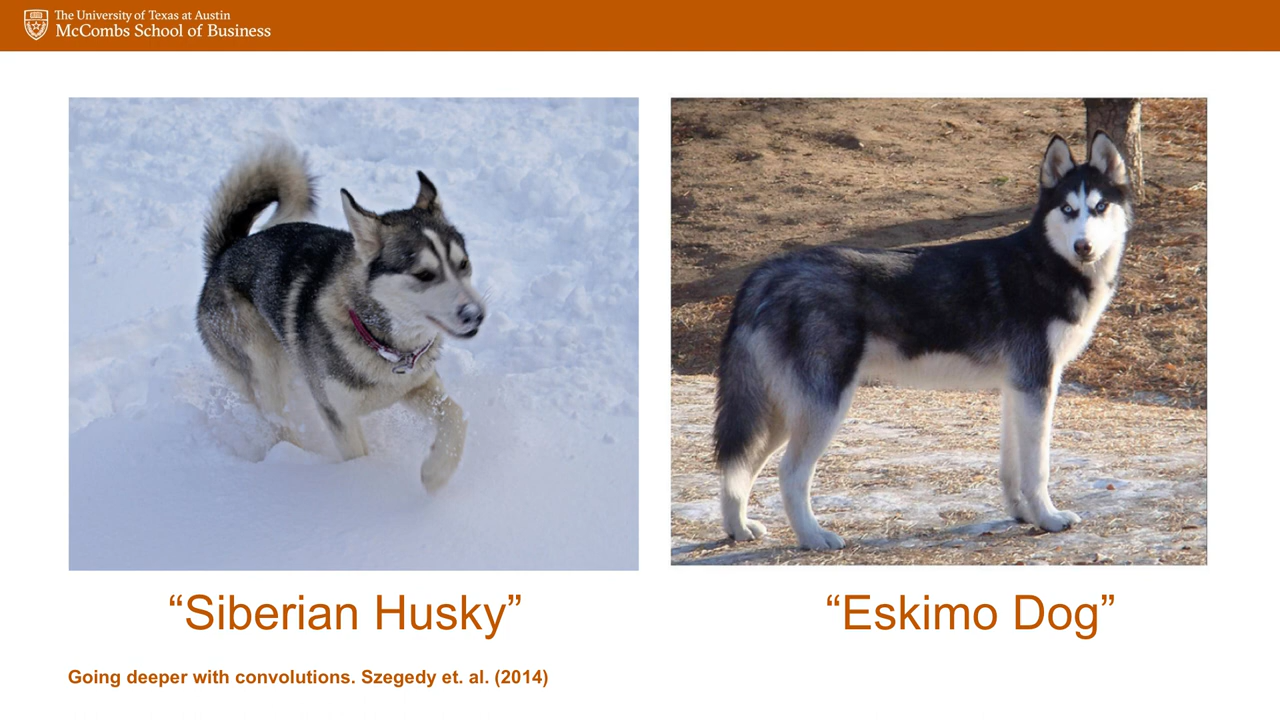 The University of Texas at Austin
McCombs School of Business
“Siberian Husky”
“Eskimo Dog”
Going deeper with convolutions. Szegedy et. al. (2014)